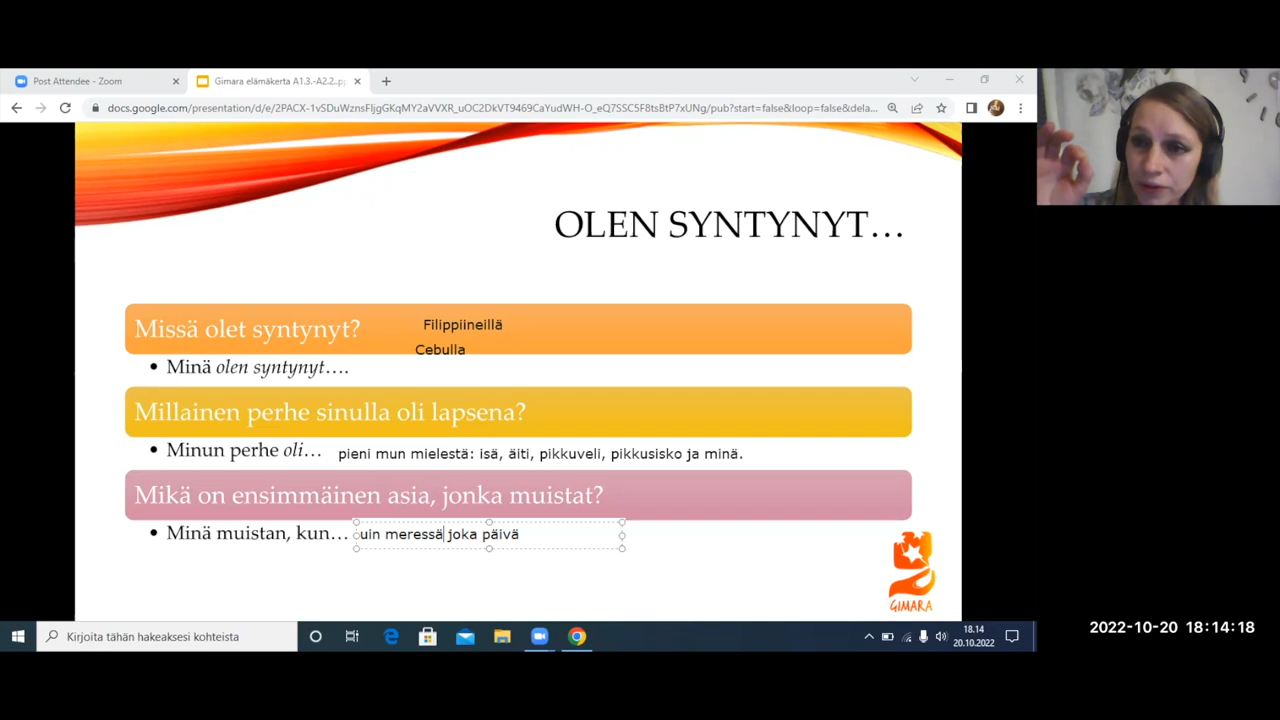 Post Attendee - Zoom
Gimara elämäkerta A1.3.-A2.2..pp
docs.google.com/presentation/d/e/2PACX-1vSDuWznsFIjgGKqMY2aVVXR_uOC2DkVT9469CaYudWH-O_eQ7SSC5F8tsBtP7xUNg/pub?start=false&loop=false&dela...
OLEN SYNTYNYT...
Missä olet syntynyt?
Filippiineillä
Cebulla
• Minä olen syntynyt....
Millainen perhe sinulla oli lapsena?
• Minun perhe oli... pieni mun mielestä: isä, äiti, pikkuveli, pikkusisko ja minä.
Mikä on ensimmäinen asia, jonka muistat?
• Minä muistan, kun... uin meressä joka päivä
GIMARA
Kirjoita tähän hakeaksesi kohteista
18.14
20.10.2022
2022-10-20 18:14:18